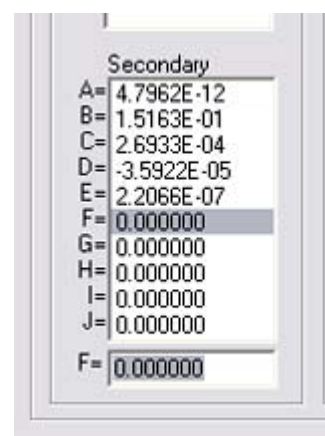 Secondary
A= 4.7962E-12
B= 1.5163E-01
C= 2.6933E-04
D= -3.5922E-05
E= 2.2066E-07
F= 0.000000
G= 0.000000
H= 0.000000
I= 0.000000
J= 0.000000
F= 0.000000